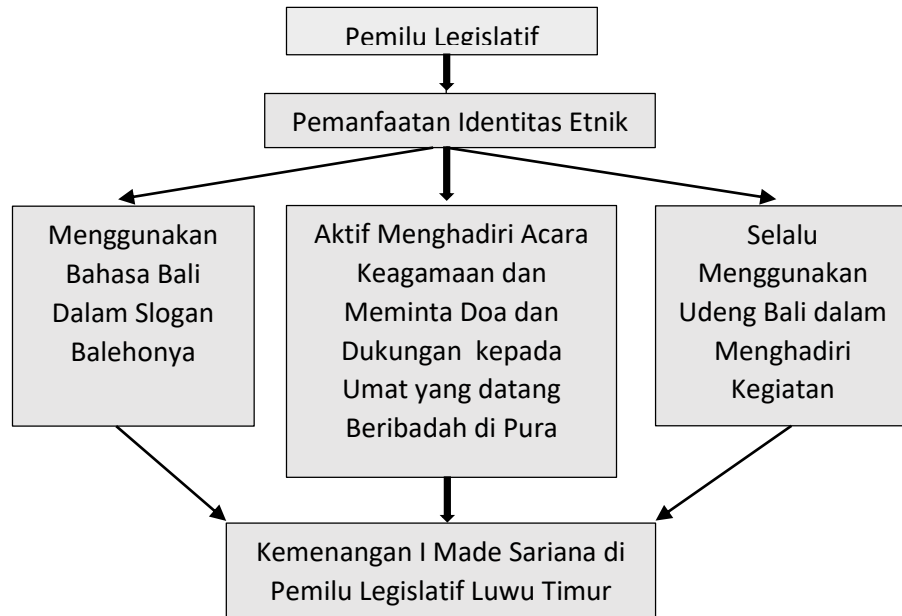 Pemilu Legislatif
Pemanfaatan Identitas Etnik
Menggunakan
Bahasa Bali
Dalam Slogan
Balehonya
Aktif Menghadiri Acara
Keagamaan dan
Meminta Doa dan
Dukungan kepada
Umat yang datang
Beribadah di Pura
Selalu
Menggunakan
Udeng Bali dalam
Menghadiri
Kegiatan
Kemenangan I Made Sariana di
Pemilu Legislatif Luwu Timur